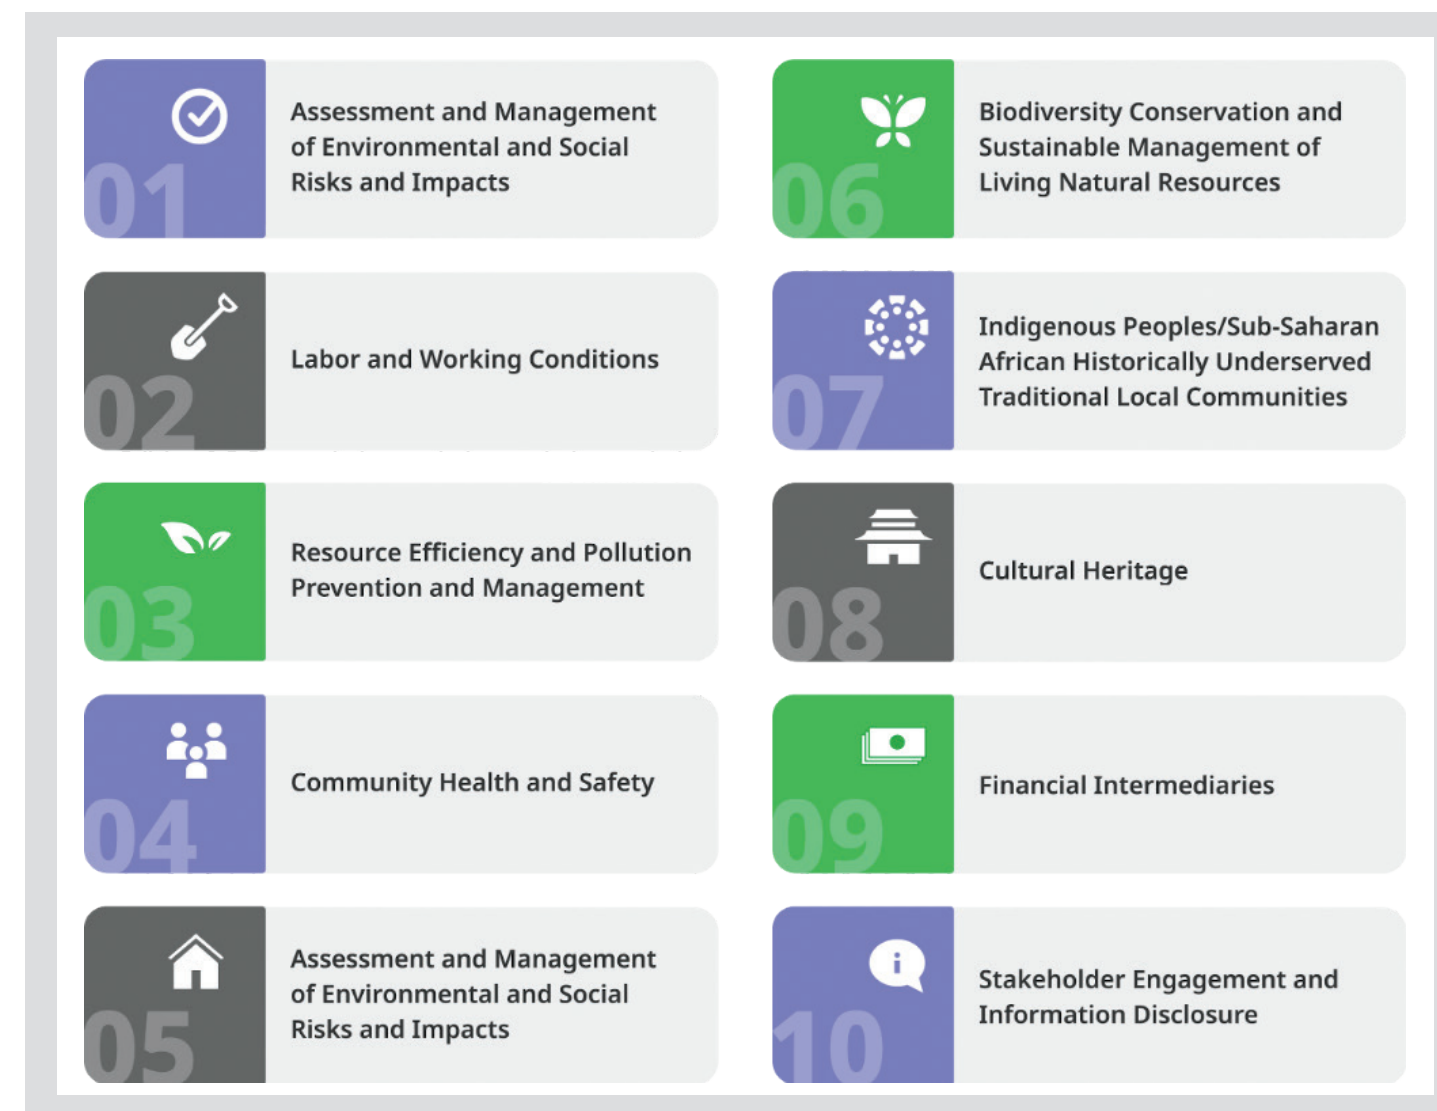 01
Assessment and Management
of Environmental and Social
Risks and Impacts
02
Labor and Working Conditions
03
Resource Efficiency and Pollution
Prevention and Management
04
Community Health and Safety
05
Assessment and Management
of Environmental and Social
Risks and Impacts
06
Biodiversity Conservation and
Sustainable Management of
Living Natural Resources
07
Indigenous Peoples/Sub-Saharan
African Historically Underserved
Traditional Local Communities
08
Cultural Heritage
09
Financial Intermediaries
10
i
Stakeholder Engagement and
Information Disclosure